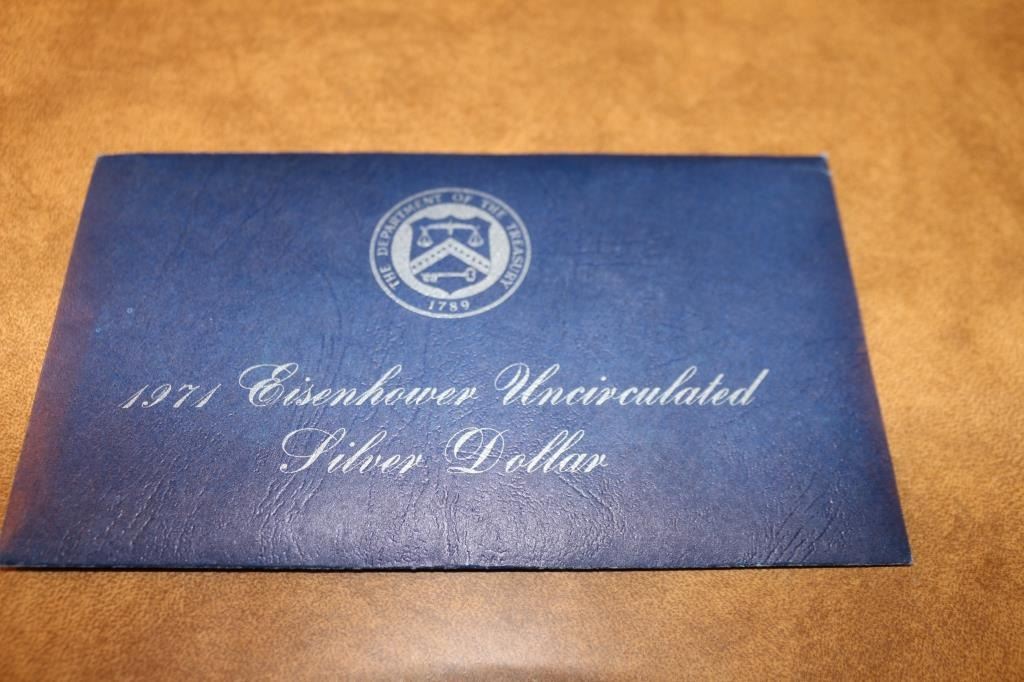 THE DEPARTMENT OF THE TREASURY
1789
1971 Eisenhower Uncirculated
Silver Dollar